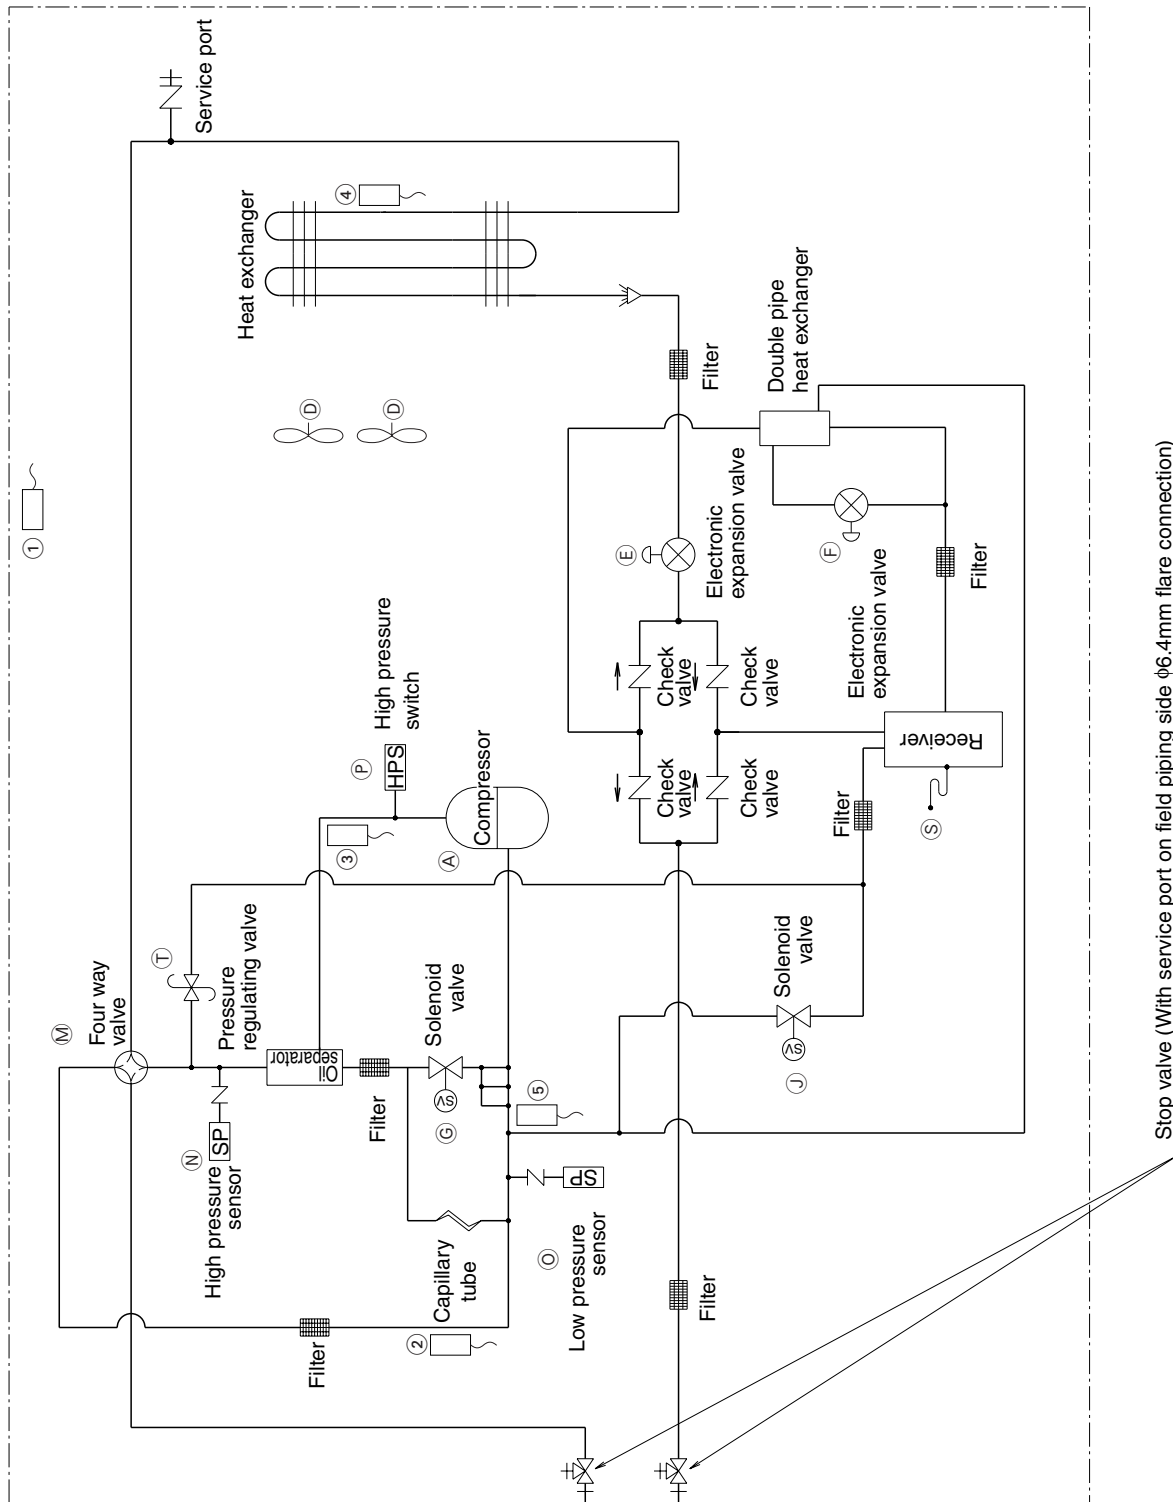 Service port
4
Heat exchanger
1
D
D
Double pipe
heat exchanger
Filter
E
Electronic
expansion valve
F
Electronic
expansion valve
Filter
High pressure
switch
P
HPS
Check
valve
Check
valve
Check
valve
Check
valve
Receiver
S
Filter
Compressor
A
3
T
Pressure
regulating valve
M
Four way
valve
Oil
separator
Filter
Solenoid
valve
SV
G
5
Solenoid
valve
SV
J
N
SP
High pressure
sensor
SP
O
Low pressure
sensor
Capillary
tube
2
Filter
Filter
Stop valve (With service port on field piping side ϕ6.4mm flare connection)